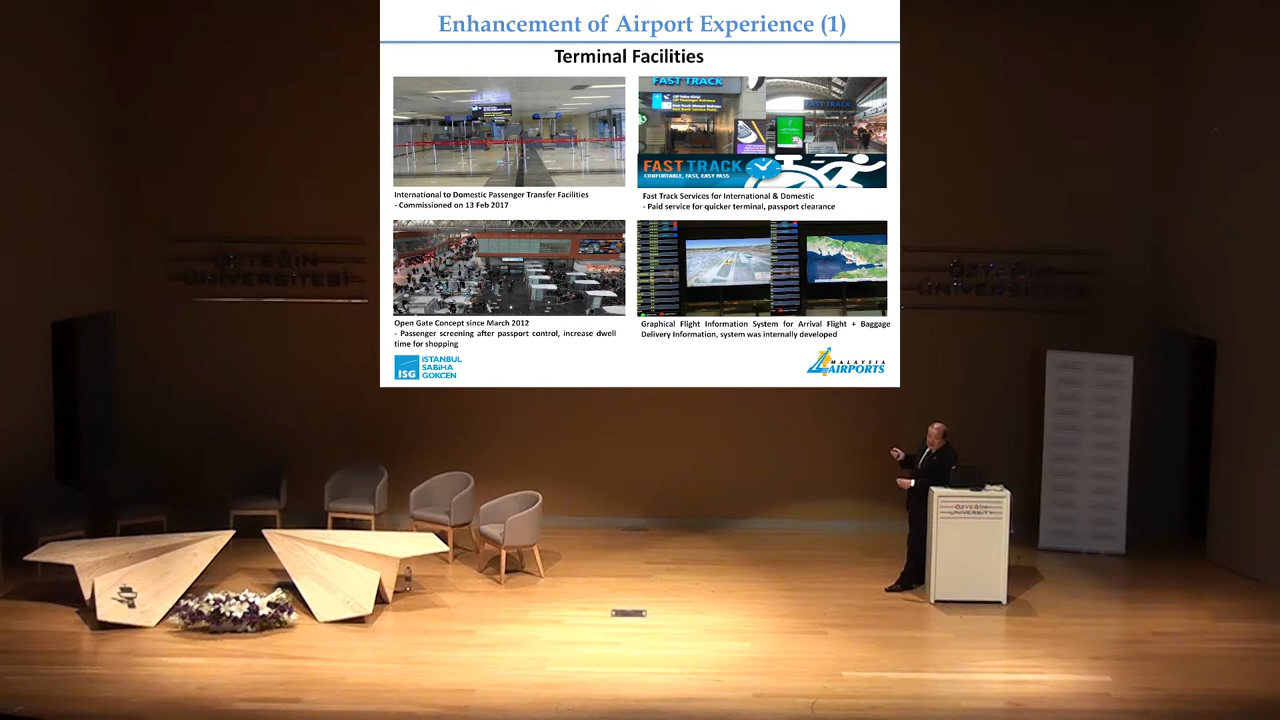 Enhancement of Airport Experience (1)
Terminal Facilities
FAST TRACK
FAST TRACK
FAST TRACK
COMFORTABLE, FAST, EASY PASS
International to Domestic Passenger Transfer Facilities
- Commissioned on 13 Feb 2017
Fast Track Services for International & Domestic
- Paid service for quicker terminal, passport clearance
Open Gate Concept since March 2012
- Passenger screening after passport control, increase dwell
time for shopping
Graphical Flight Information System for Arrival Flight + Baggage
Delivery Information, system was internally developed
ISG
İSTANBUL
SABİHA
GÖKÇEN
MALAYSIA
AIRPORTS
ÖZYEĞİN
ÜNİVERSİTESİ
ÖZYEĞİN
ÜNİVERSİTESİ
ÖZYEĞİN
UNIVERSITY